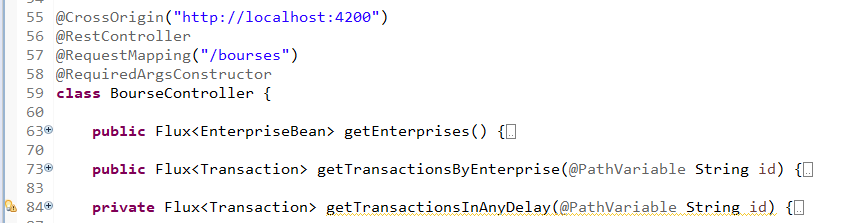 55 @CrossOrigin("http://localhost:4200")
56 @RestController
57 @RequestMapping("/bourses")
58 @RequiredArgsConstructor
59 class BourseController {
60
63 public Flux<EnterpriseBean> getEnterprises() {
70
73 public Flux<Transaction> getTransactionsByEnterprise(@PathVariable String id) {
83
84 private Flux<Transaction> getTransactionsInAnyDelay(@PathVariable String id) {